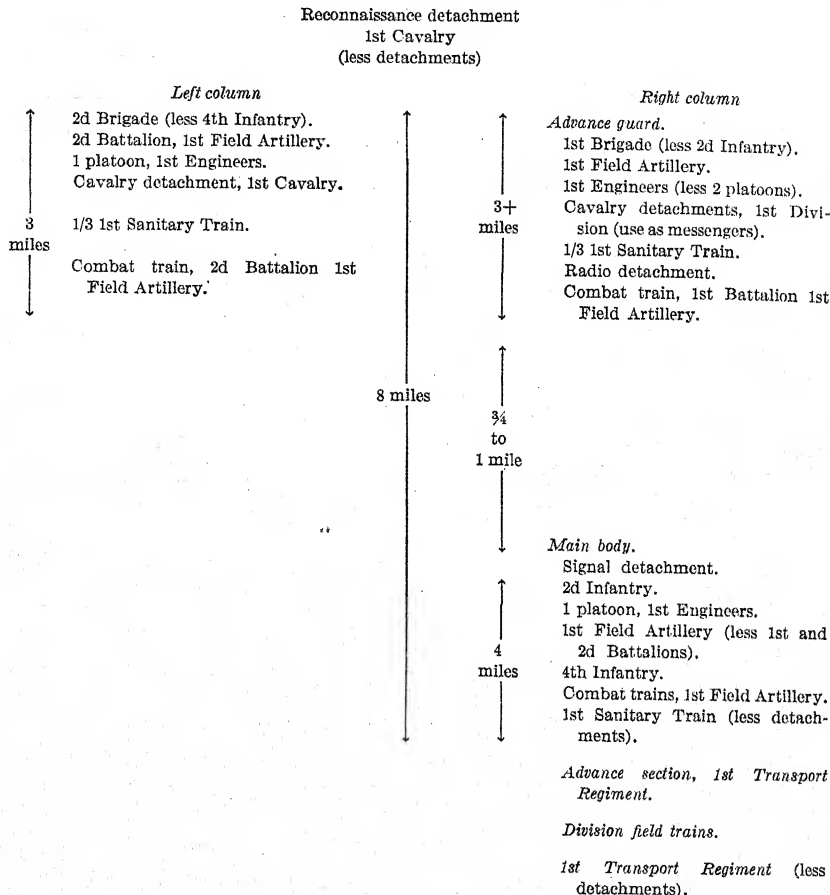 Reconnaissance detachment
1st Cavalry
(less detachments)
Left column
2d Brigade (less 4th Infantry).
2d Battalion, 1st Field Artillery.
1 platoon, 1st Engineers.
Cavalry detachment, 1st Cavalry.
1/3 1st Sanitary Train.
Combat train, 2d Battalion 1st
Field Artillery.
3
miles
8 miles
Right column
Advance guard.
1st Brigade (less 2d Infantry).
1st Field Artillery.
1st Engineers (less 2 platoons).
Cavalry detachments, 1st Divi-
sion (use as messengers).
1/3 1st Sanitary Train.
Radio detachment.
Combat train, 1st Battalion 1st
Field Artillery.
3+
miles
¾
to
1 mile
Main body.
Signal detachment.
2d Infantry.
1 platoon, 1st Engineers.
1st Field Artillery (less 1st and
2d Battalions).
4th Infantry.
Combat trains, 1st Field Artillery.
1st Sanitary Train (less detach-
ments).
4
miles
Advance section, 1st Transport
Regiment.
Division field trains.
1st Transport Regiment (less
detachments).